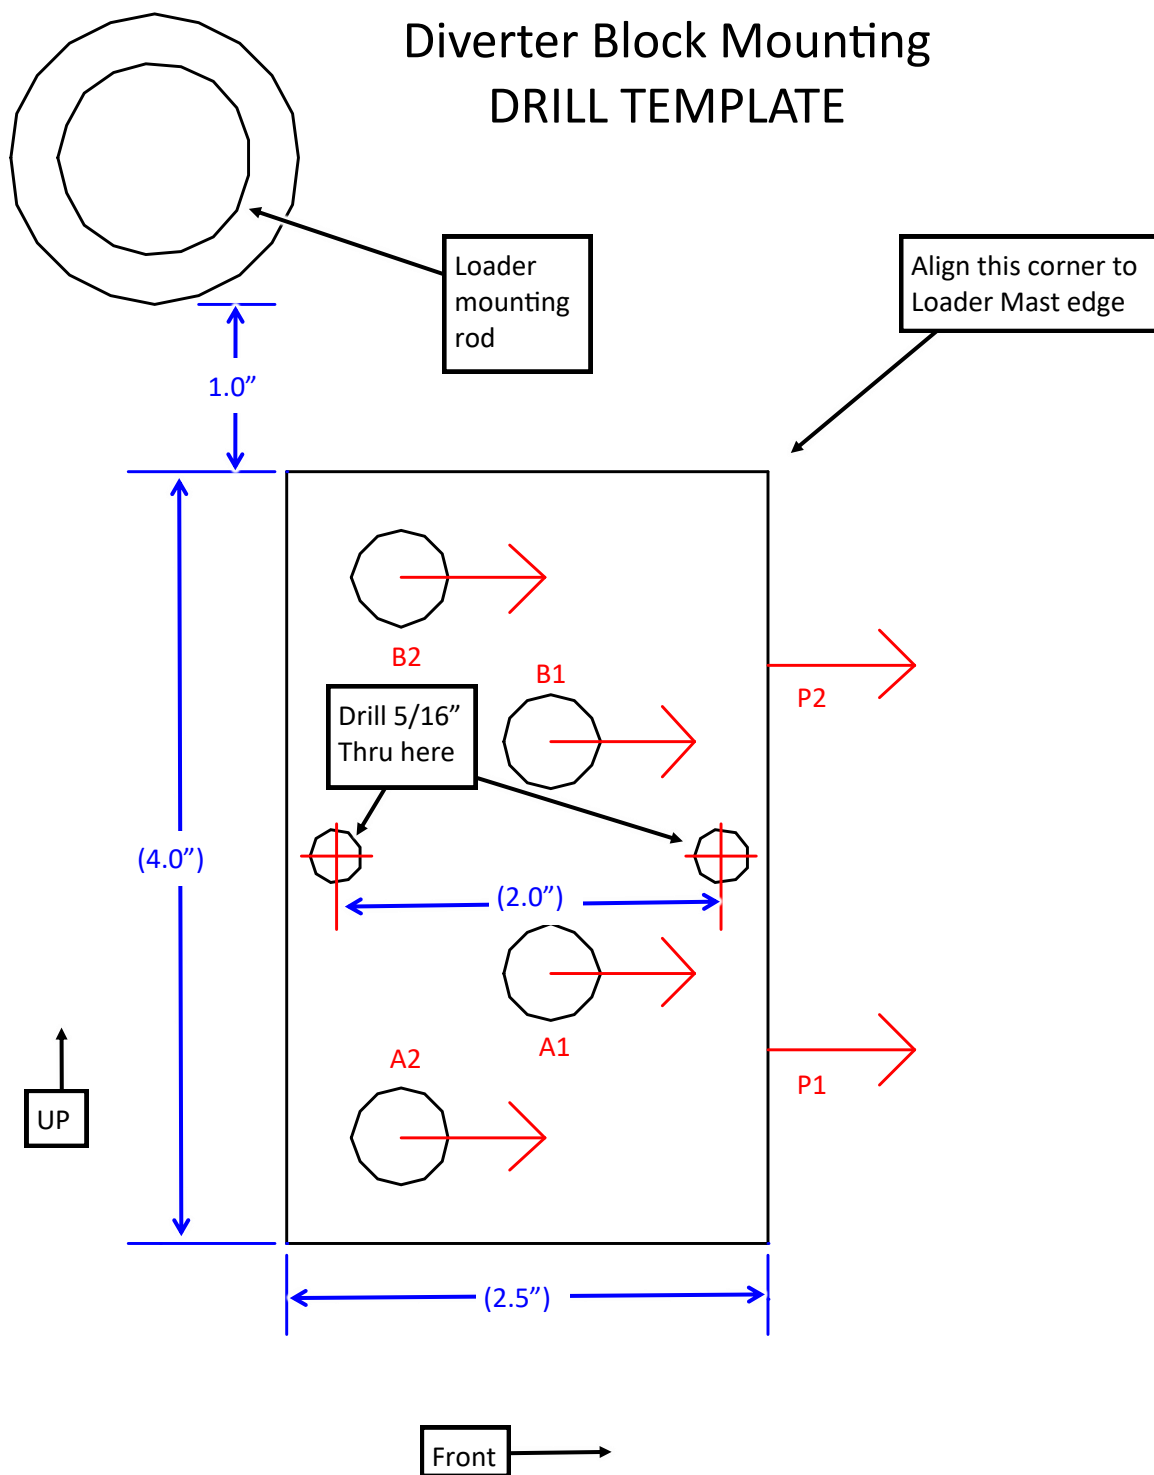 Diverter Block Mounting
DRILL TEMPLATE
Loader
mounting
rod
Align this corner to
Loader Mast edge
1.0”
B2
B1
P2
Drill 5/16”
Thru here
(4.0”)
(2.0”)
A2
A1
P1
UP
(2.5”)
Front